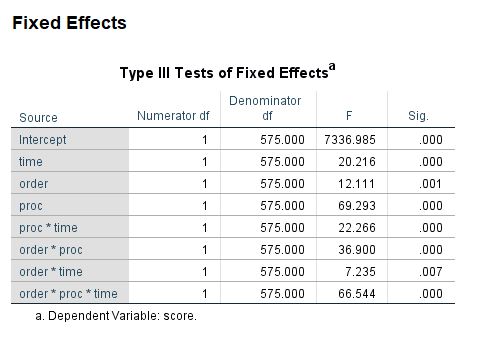 Fixed Effects
Type III Tests of Fixed Effectsa
Source Numerator df Denominator df F Sig.
Intercept 1 575.000 7336.985 .000
time 1 575.000 20.216 .000
order 1 575.000 12.111 .001
proc 1 575.000 69.293 .000
proc * time 1 575.000 22.266 .000
order * proc 1 575.000 36.900 .000
order * time 1 575.000 7.235 .007
order * proc * time 1 575.000 66.544 .000
a. Dependent Variable: score.